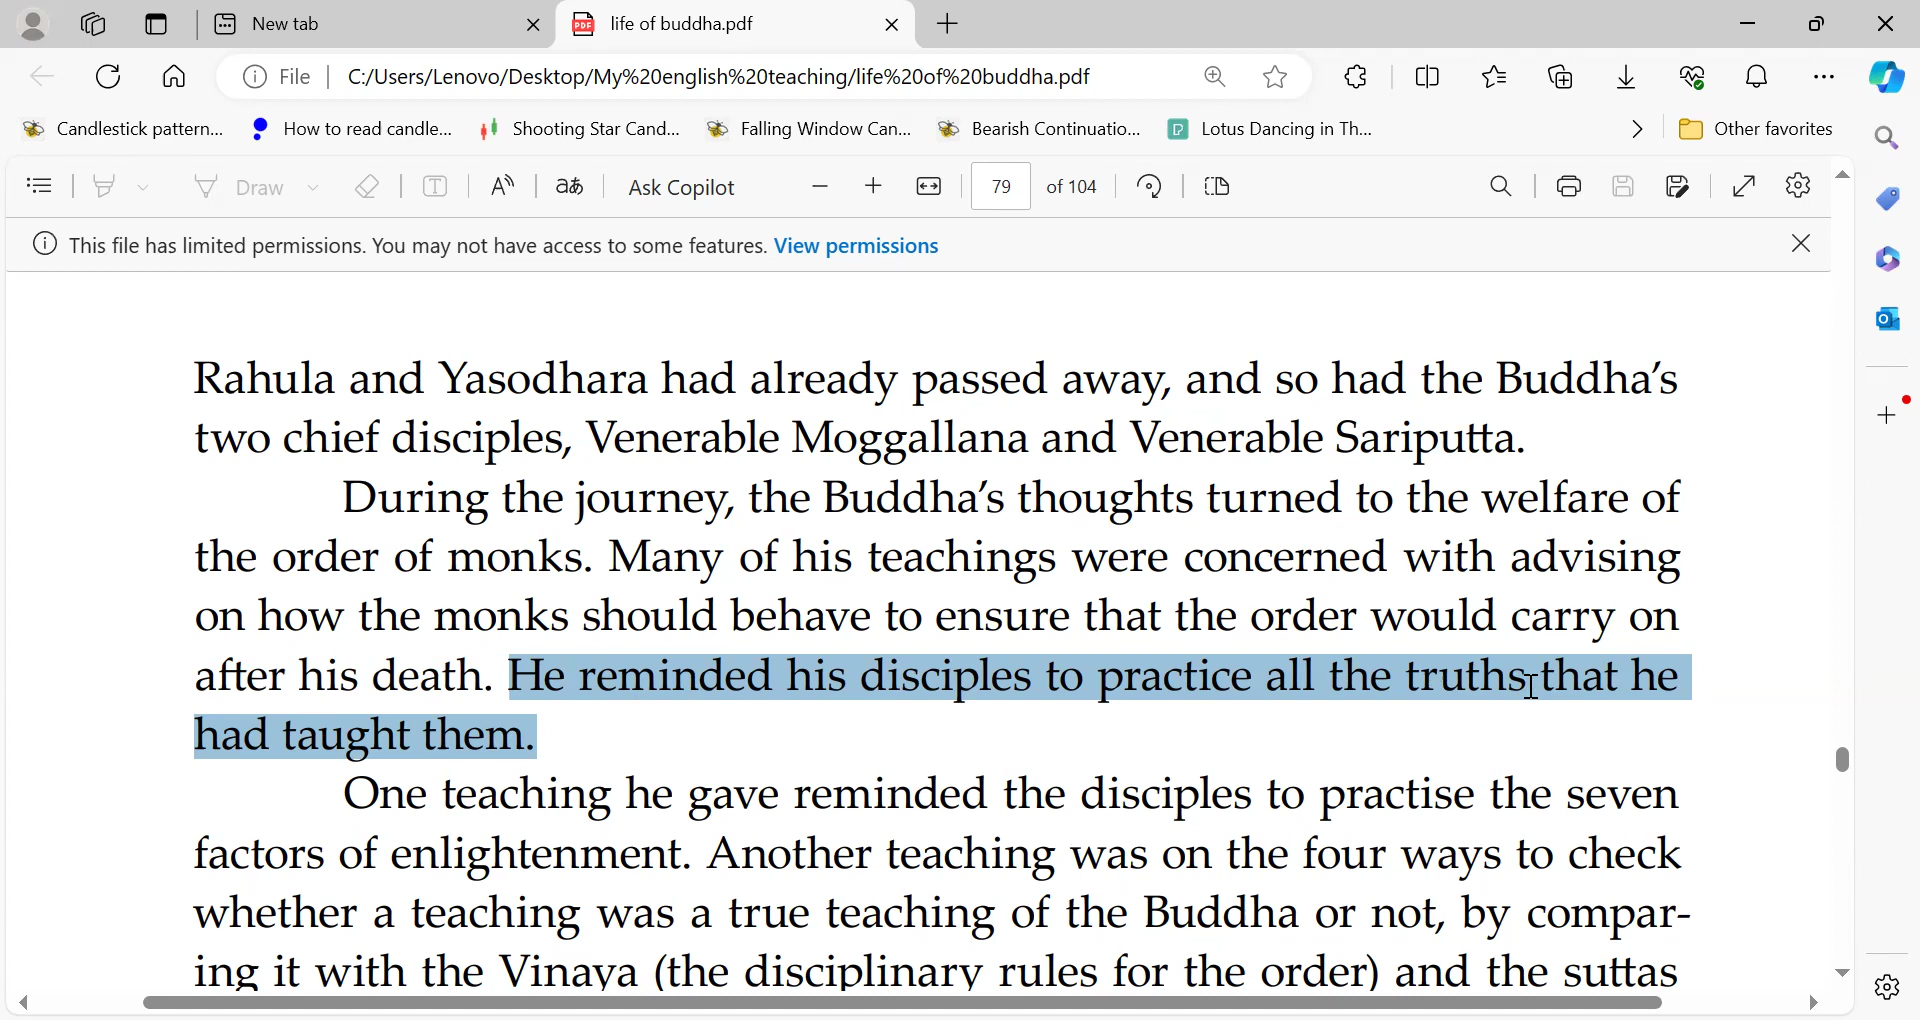 New tab
life of buddha.pdf
File
C:/Users/Lenovo/Desktop/My%20english%20teaching/life%20of%20buddha.pdf
Candlestick pattern...
How to read candle...
Shooting Star Cand...
Falling Window Can...
Bearish Continuatio...
Lotus Dancing in Th...
Other favorites
Draw
Ask Copilot
79 of 104
This file has limited permissions. You may not have access to some features. View permissions
Rahula and Yasodhara had already passed away, and so had the Buddha's
two chief disciples, Venerable Moggallana and Venerable Sariputta.
During the journey, the Buddha's thoughts turned to the welfare of
the order of monks. Many of his teachings were concerned with advising
on how the monks should behave to ensure that the order would carry on
after his death. He reminded his disciples to practice all the truths that he
had taught them.
One teaching he gave reminded the disciples to practise the seven
factors of enlightenment. Another teaching was on the four ways to check
whether a teaching was a true teaching of the Buddha or not, by compar-
ing it with the Vinaya (the disciplinary rules for the order) and the suttas